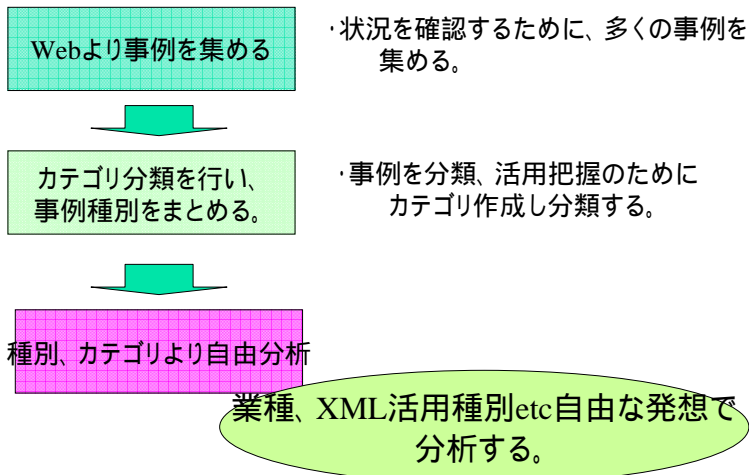 Webより事例を集める
・状況を確認するために、多くの事例を
集める。
カテゴリ分類を行い、
事例種別をまとめる。
・事例を分類、活用把握のために
カテゴリ作成し分類する。
種別、カテゴリより自由分析
業種、XML活用種別etc自由な発想で
分析する。